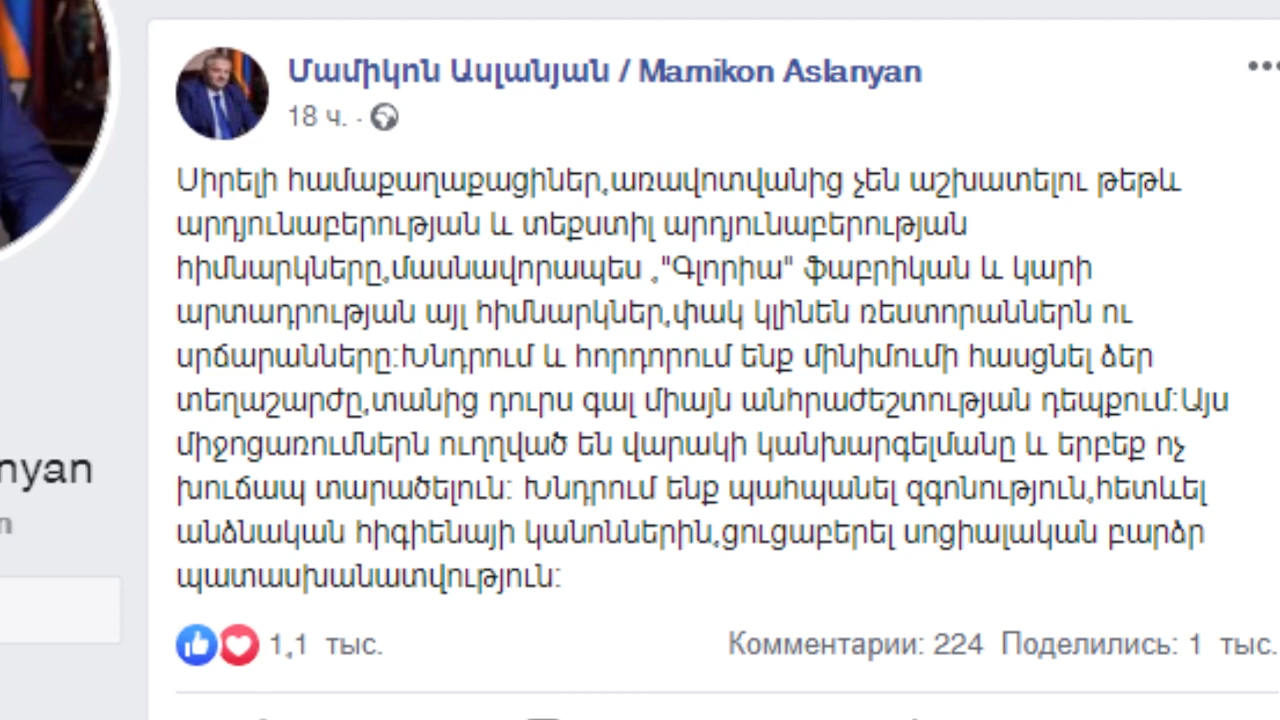 Մամիկոն Ասլանյան / Mamikon Aslanyan
18 ч. ·
Սիրելի համաքաղաքացիներ,առավոտվանից չեն աշխատելու թեթև
արդյունաբերության և տեքստիլ արդյունաբերության
հիմնարկները,մասնավորապես ,"Գլորիա" ֆաբրիկան և կարի
արտադրության այլ հիմնարկներ,փակ կլինեն ռեստորաններն ու
սրճարանները:Խնդրում և հորդորում ենք մինիմումի հասցնել ձեր
տեղաշարժը,տանից դուրս գալ միայն անհրաժեշտության դեպքում:Այս
միջոցառումներն ուղղված են վարակի կանխարգելմանը և երբեք ոչ
խուճապ տարածելուն: Խնդրում ենք պահպանել զգոնություն,հետևել
անձնական հիգիենայի կանոններին,ցուցաբերել սոցիալական բարձր
պատասխանատվություն:
nyan
n
1,1 тыс.
Комментарии: 224 Поделились: 1 тыс.